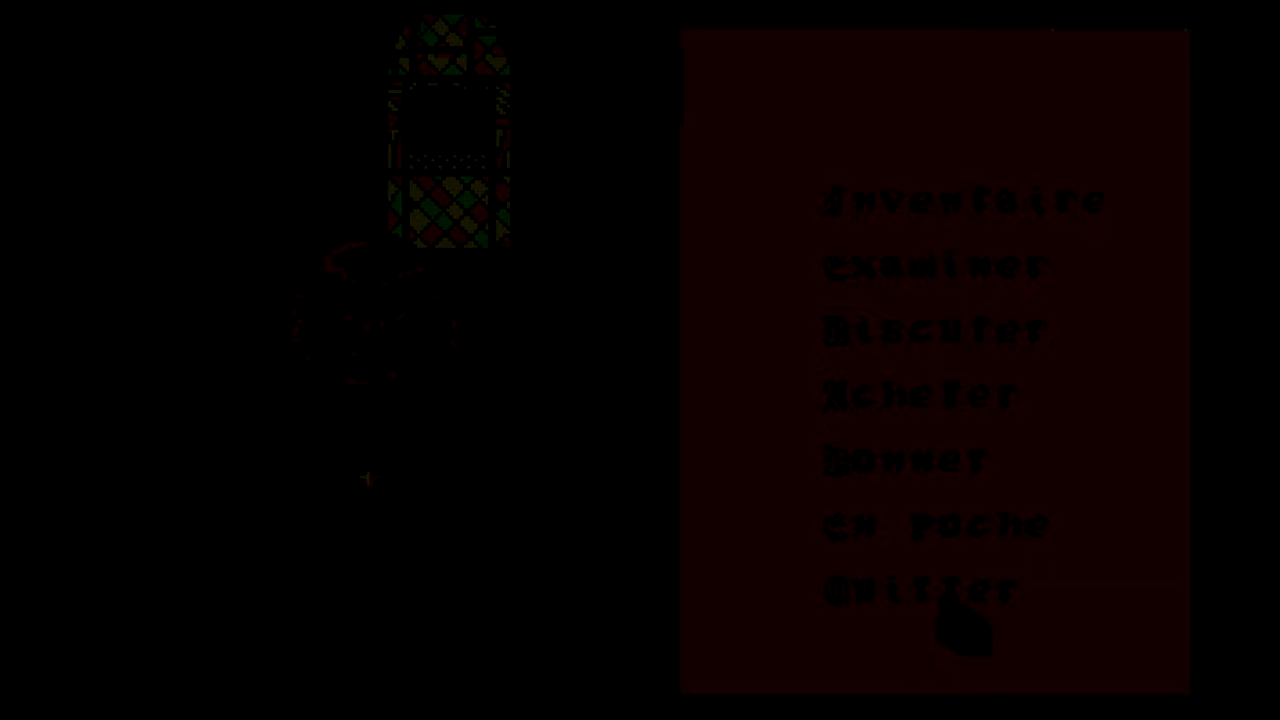 Inventaire
Examiner
Discuter
Acheter
Donner
En poche
Quitter